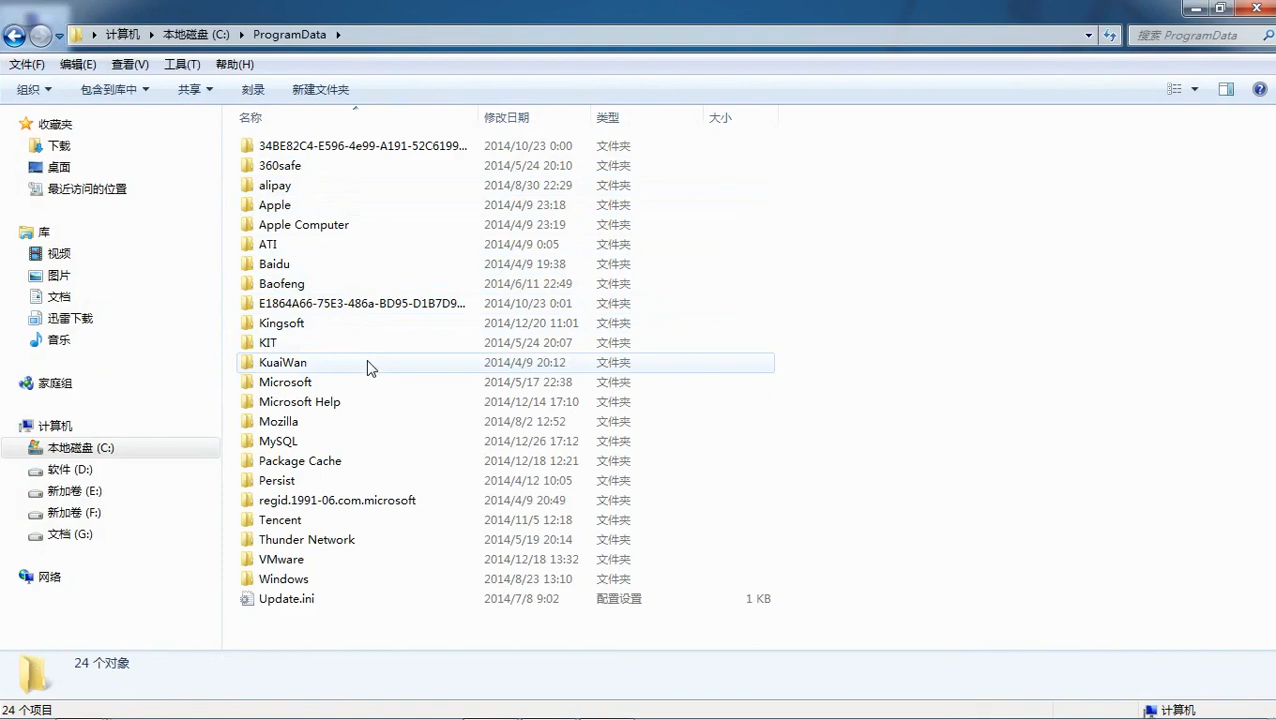 计算机 本地磁盘 (C:) ProgramData 搜索 ProgramData
文件(F) 编辑(E) 查看(V) 工具(T) 帮助(H)
组织 包含到库中 共享 刻录 新建文件夹
收藏夹
下载
桌面
最近访问的位置
库
视频
图片
文档
迅雷下载
音乐
家庭组
计算机
本地磁盘 (C:)
软件 (D:)
新加卷 (E:)
新加卷 (F:)
文档 (G:)
网络
名称 修改日期 类型 大小
34BE82C4-E596-4e99-A191-52C6199... 2014/10/23 0:00 文件夹
360safe 2014/5/24 20:10 文件夹
alipay 2014/8/30 22:29 文件夹
Apple 2014/4/9 23:18 文件夹
Apple Computer 2014/4/9 23:19 文件夹
ATI 2014/4/9 0:05 文件夹
Baidu 2014/4/9 19:38 文件夹
Baofeng 2014/6/11 22:49 文件夹
E1864A66-75E3-486a-BD95-D1B7D9... 2014/10/23 0:01 文件夹
Kingsoft 2014/12/20 11:01 文件夹
KIT 2014/5/24 20:07 文件夹
KuaiWan 2014/4/9 20:12 文件夹
Microsoft 2014/5/17 22:38 文件夹
Microsoft Help 2014/12/14 17:10 文件夹
Mozilla 2014/8/2 12:52 文件夹
MySQL 2014/12/26 17:12 文件夹
Package Cache 2014/12/18 12:21 文件夹
Persist 2014/4/12 10:05 文件夹
regid.1991-06.com.microsoft 2014/4/9 20:49 文件夹
Tencent 2014/11/5 12:18 文件夹
Thunder Network 2014/5/19 20:14 文件夹
VMware 2014/12/18 13:32 文件夹
Windows 2014/8/23 13:10 文件夹
Update.ini 2014/7/8 9:02 配置设置 1 KB
24 个对象
24 个项目 计算机